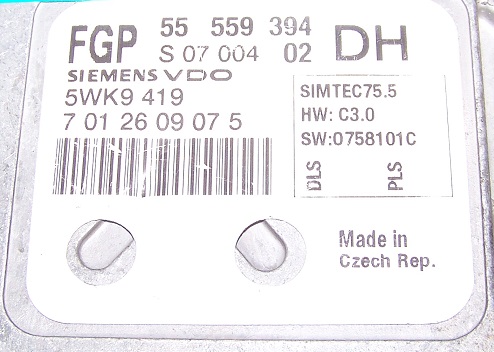 FGP 55 559 394 DH
S 07 004 02
SIEMENS VDO
5WK9 419
7 01 26 09 07 5
SIMTEC75.5
HW: C3.0
SW:0758101C
DLS PLS
Made in
Czech Rep.